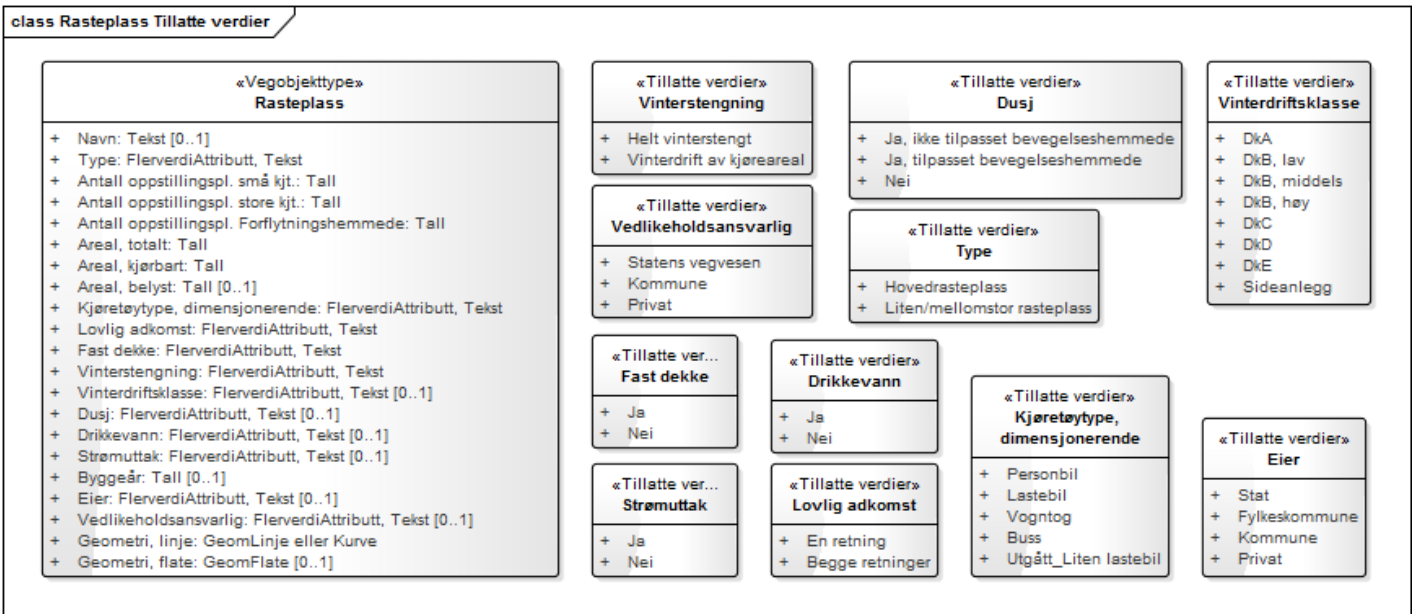 class Rasteplass Tillatte verdier
«Vegobjekttype»
Rasteplass
+ Navn: Tekst [0..1]
+ Type: FlerverdiAttributt, Tekst
+ Antall oppstillingspl. små kjt.: Tall
+ Antall oppstillingspl. store kjt.: Tall
+ Antall oppstillingspl. Forflytningshemmede: Tall
+ Areal, totalt: Tall
+ Areal, kjørbart: Tall
+ Areal, belyst: Tall [0..1]
+ Kjøretøytype, dimensjonerende: FlerverdiAttributt, Tekst
+ Lovlig adkomst: FlerverdiAttributt, Tekst
+ Fast dekke: FlerverdiAttributt, Tekst
+ Vinterstengning: FlerverdiAttributt, Tekst
+ Vinterdriftsklasse: FlerverdiAttributt, Tekst [0..1]
+ Dusj: FlerverdiAttributt, Tekst [0..1]
+ Drikkevann: FlerverdiAttributt, Tekst [0..1]
+ Strømuttak: FlerverdiAttributt, Tekst [0..1]
+ Byggeår: Tall [0..1]
+ Eier: FlerverdiAttributt, Tekst [0..1]
+ Vedlikeholdsansvarlig: FlerverdiAttributt, Tekst [0..1]
+ Geometri, linje: GeomLinje eller Kurve
+ Geometri, flate: GeomFlate [0..1]
«Tillatte verdier»
Vinterstengning
+ Helt vinterstengt
+ Vinterdrift av kjøreareal
«Tillatte verdier»
Dusj
+ Ja, ikke tilpasset bevegelseshemmede
+ Ja, tilpasset bevegelseshemmede
+ Nei
«Tillatte verdier»
Vinterdriftsklasse
+ DkA
+ DkB, lav
+ DkB, middels
+ DkB, høy
+ DkC
+ DkD
+ DkE
+ Sideanlegg
«Tillatte verdier»
Vedlikeholdsansvarlig
+ Statens vegvesen
+ Kommune
+ Privat
«Tillatte verdier»
Type
+ Hovedrasteplass
+ Liten/mellomstor rasteplass
«Tillatte ver...
Fast dekke
+ Ja
+ Nei
«Tillatte verdier»
Drikkevann
+ Ja
+ Nei
«Tillatte verdier»
Kjøretøytype,
dimensjonerende
+ Personbil
+ Lastebil
+ Vogntog
+ Buss
+ Utgått_Liten lastebil
«Tillatte verdier»
Eier
+ Stat
+ Fylkeskommune
+ Kommune
+ Privat
«Tillatte ver...
Strømuttak
+ Ja
+ Nei
«Tillatte verdier»
Lovlig adkomst
+ En retning
+ Begge retninger